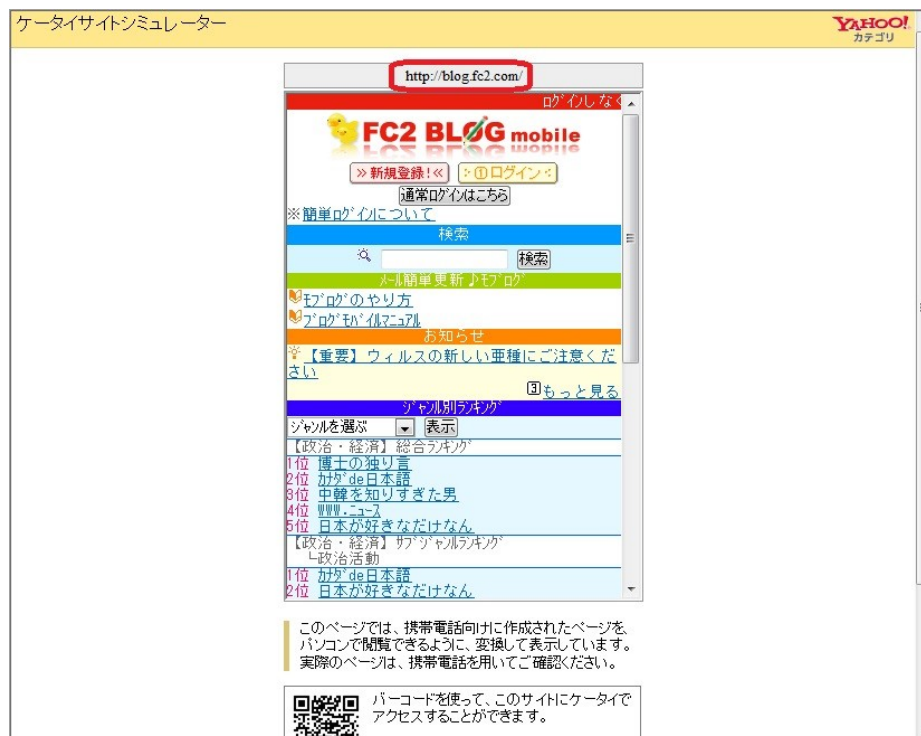 ケータイサイトシミュレーター
YAHOO!
カテゴリ
http://blog.fc2.com/
ﾛｸﾞｲﾝしなく
FC2 BLOG mobile
≫新規登録!≪
:･①ログイン･:
通常ﾛｸﾞｲﾝはこちら
※簡単ﾛｸﾞｲﾝについて
検索
検索
ﾒｰﾙ簡単更新♪ﾓﾌﾞﾛｸﾞ
ﾓﾌﾞﾛｸﾞのやり方
ﾌﾞﾛｸﾞﾓﾊﾞｲﾙﾏﾆｭｱﾙ
お知らせ
【重要】ウィルスの新しい亜種にご注意くだ
さい
3もっと見る
ｼﾞｬﾝﾙ別ﾗﾝｷﾝｸﾞ
ｼﾞｬﾝﾙを選ぶ 表示
【政治・経済】総合ﾗﾝｷﾝｸﾞ
1位 博士の独り言
2位 ｶﾅﾀﾞde日本語
3位 中韓を知りすぎた男
4位 WWW.ﾆｭｰｽ
5位 日本が好きなだけなん
【政治・経済】ｻﾌﾞｼﾞｬﾝﾙﾗﾝｷﾝｸﾞ
└政治活動
1位 ｶﾅﾀﾞde日本語
2位 日本が好きなだけなん
このページでは、携帯電話向けに作成されたページを、
パソコンで閲覧できるように、変換して表示しています。
実際のページは、携帯電話を用いてご確認ください。
バーコードを使って、このサイトにケータイで
アクセスすることができます。